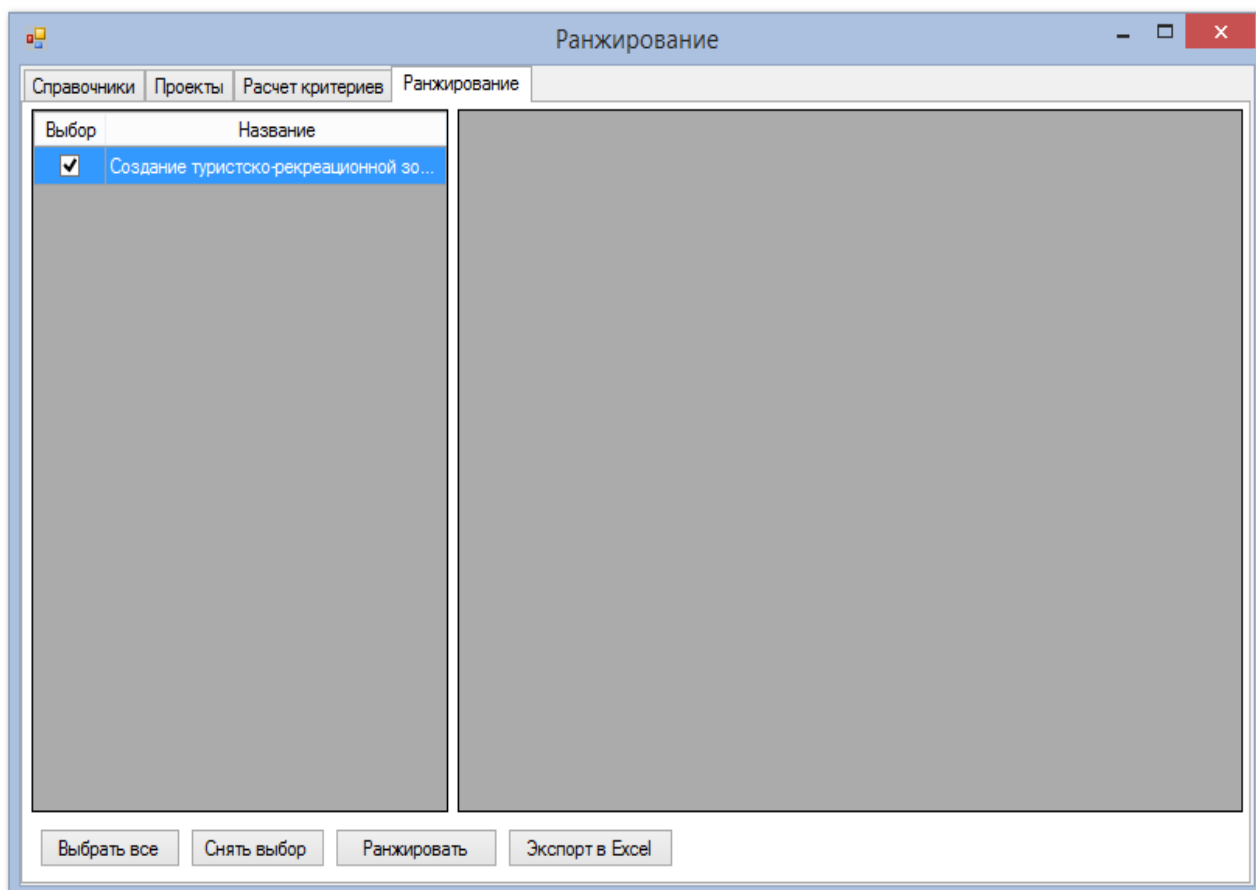 Ранжирование
Справочники Проекты Расчет критериев Ранжирование
Выбор Название
Создание туристско-рекреационной зо...
Выбрать все Снять выбор Ранжировать Экспорт в Excel